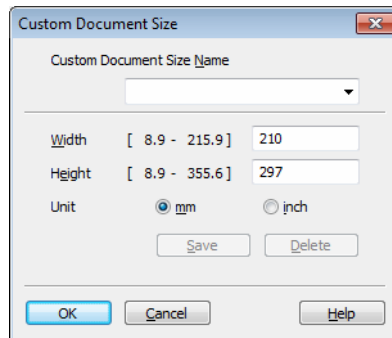 Custom Document Size
Custom Document Size Name
Width [ 8.9 - 215.9 ] 210
Height [ 8.9 - 355.6 ] 297
Unit mm inch
Save Delete
OK Cancel Help